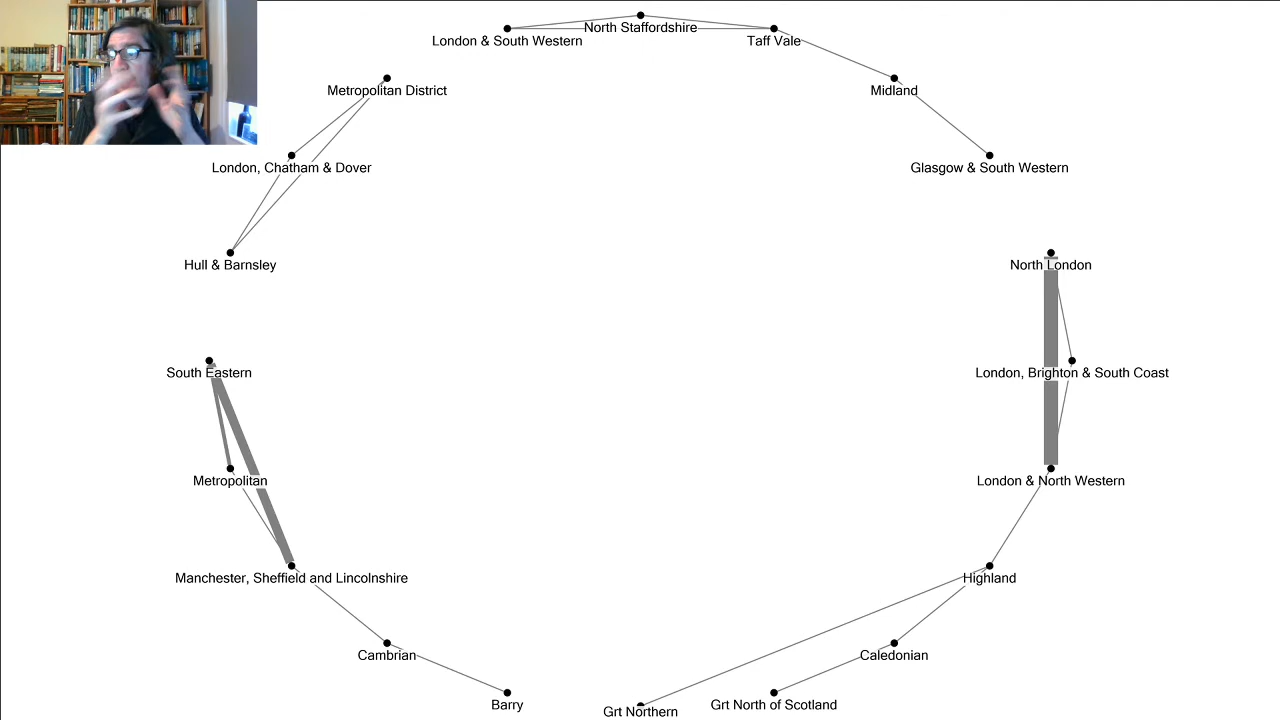 North Staffordshire
London & South Western
Taff Vale
Metropolitan District
Midland
London, Chatham & Dover
Glasgow & South Western
Hull & Barnsley
North London
South Eastern
London, Brighton & South Coast
Metropolitan
London & North Western
Manchester, Sheffield and Lincolnshire
Highland
Cambrian
Caledonian
Barry
Grt Northern
Grt North of Scotland